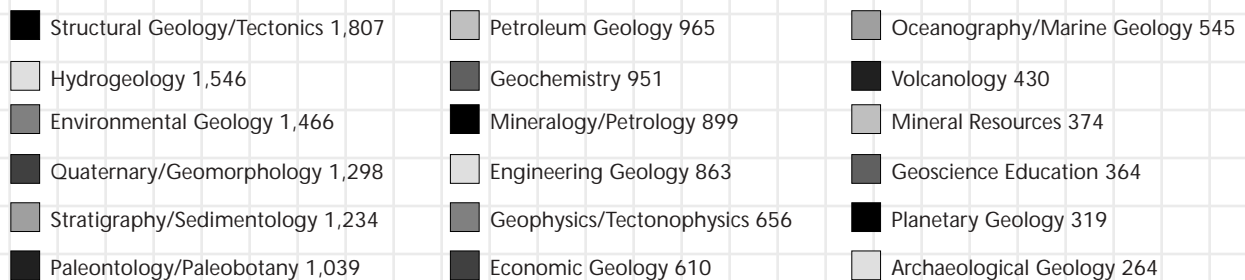 Structural Geology/Tectonics 1,807
Hydrogeology 1,546
Environmental Geology 1,466
Quaternary/Geomorphology 1,298
Stratigraphy/Sedimentology 1,234
Paleontology/Paleobotany 1,039
Petroleum Geology 965
Geochemistry 951
Mineralogy/Petrology 899
Engineering Geology 863
Geophysics/Tectonophysics 656
Economic Geology 610
Oceanography/Marine Geology 545
Volcanology 430
Mineral Resources 374
Geoscience Education 364
Planetary Geology 319
Archaeological Geology 264